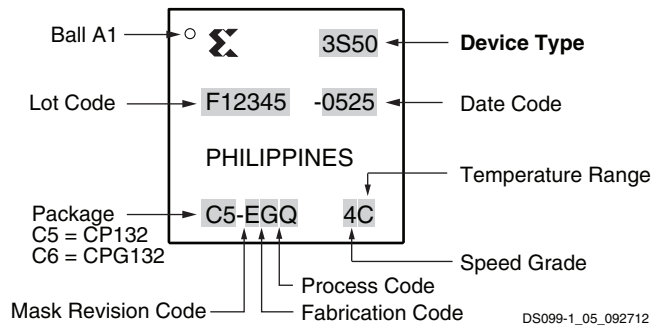 Ball A1
3S50
Device Type
Lot Code
F12345
-0525
Date Code
PHILIPPINES
Temperature Range
Package
C5-EGQ
4C
C5 = CP132
C6 = CPG132
Speed Grade
Process Code
Mask Revision Code
Fabrication Code
DS099-1_05_092712